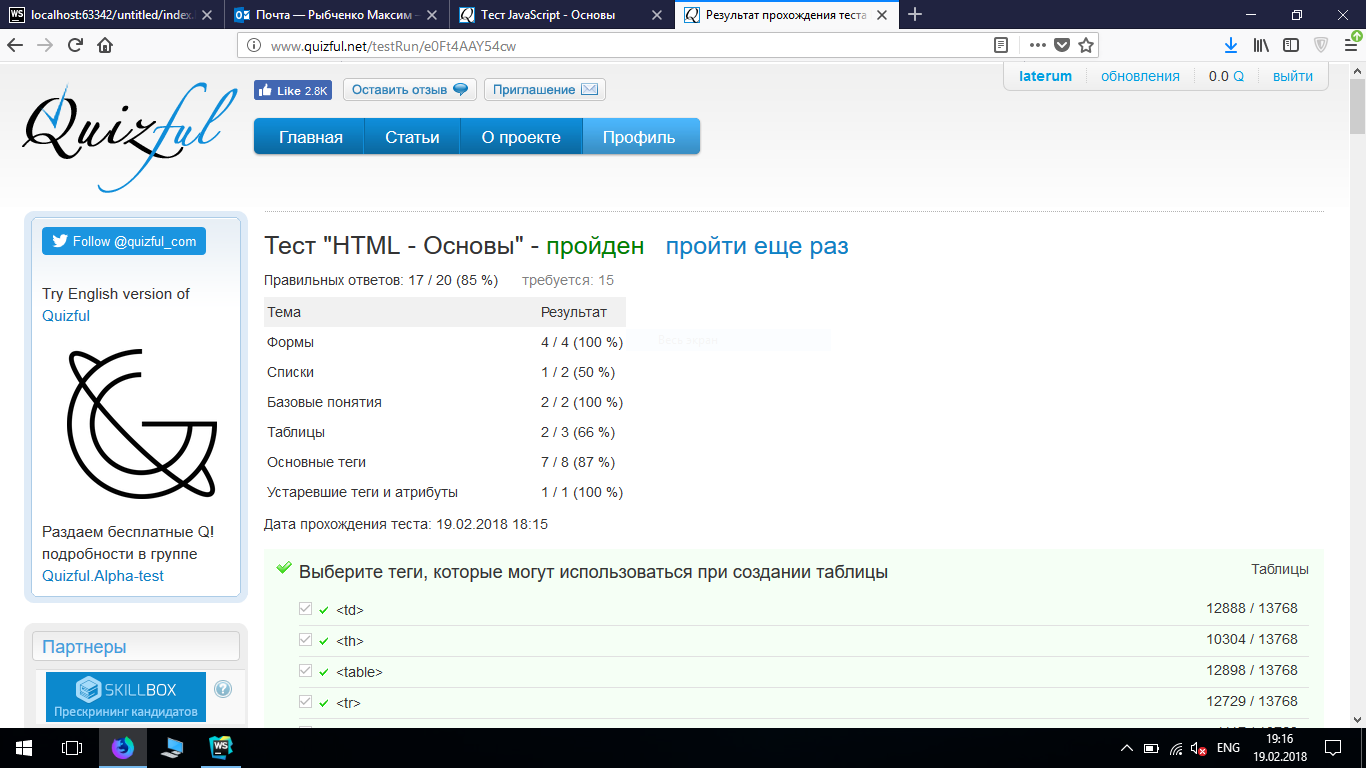 localhost:63342/untitled/index.
Почта — Рыбченко Максим -
Тест JavaScript - Основы
Результат прохождения теста
www.quizful.net/testRun/e0Ft4AAY54cw
laterum обновления 0.0 Q выйти
Quizful
Like 2.8K
Оставить отзыв
Приглашение
Главная Статьи О проекте Профиль
Follow @quizful_com
Try English version of
Quizful
Раздаем бесплатные Q!
подробности в группе
Quizful.Alpha-test
Партнеры
SKILLBOX
Прескрининг кандидатов
Тест "HTML - Основы" - пройден пройти еще раз
Правильных ответов: 17 / 20 (85 %) требуется: 15
Тема Результат
Формы 4 / 4 (100 %)
Списки 1 / 2 (50 %)
Базовые понятия 2 / 2 (100 %)
Таблицы 2 / 3 (66 %)
Основные теги 7 / 8 (87 %)
Устаревшие теги и атрибуты 1 / 1 (100 %)
Весь экран
Дата прохождения теста: 19.02.2018 18:15
Выберите теги, которые могут использоваться при создании таблицы Таблицы
<td> 12888 / 13768
<th> 10304 / 13768
<table> 12898 / 13768
<tr> 12729 / 13768
ENG
19:16
19.02.2018